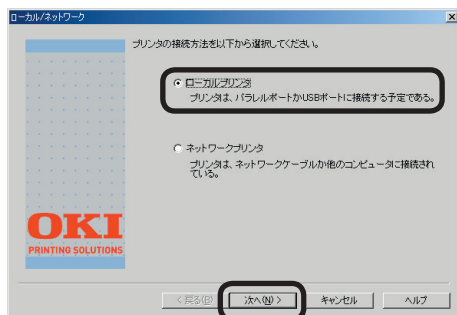 ローカル/ネットワーク
プリンタの接続方法を以下から選択してください。
ローカルプリンタ
プリンタは、パラレルポートかUSBポートに接続する予定である。
ネットワークプリンタ
プリンタは、ネットワークケーブルか他のコンピュータに接続され
ている。
OKI
PRINTING SOLUTIONS
< 戻る(B)
次へ(N) >
キャンセル
ヘルプ